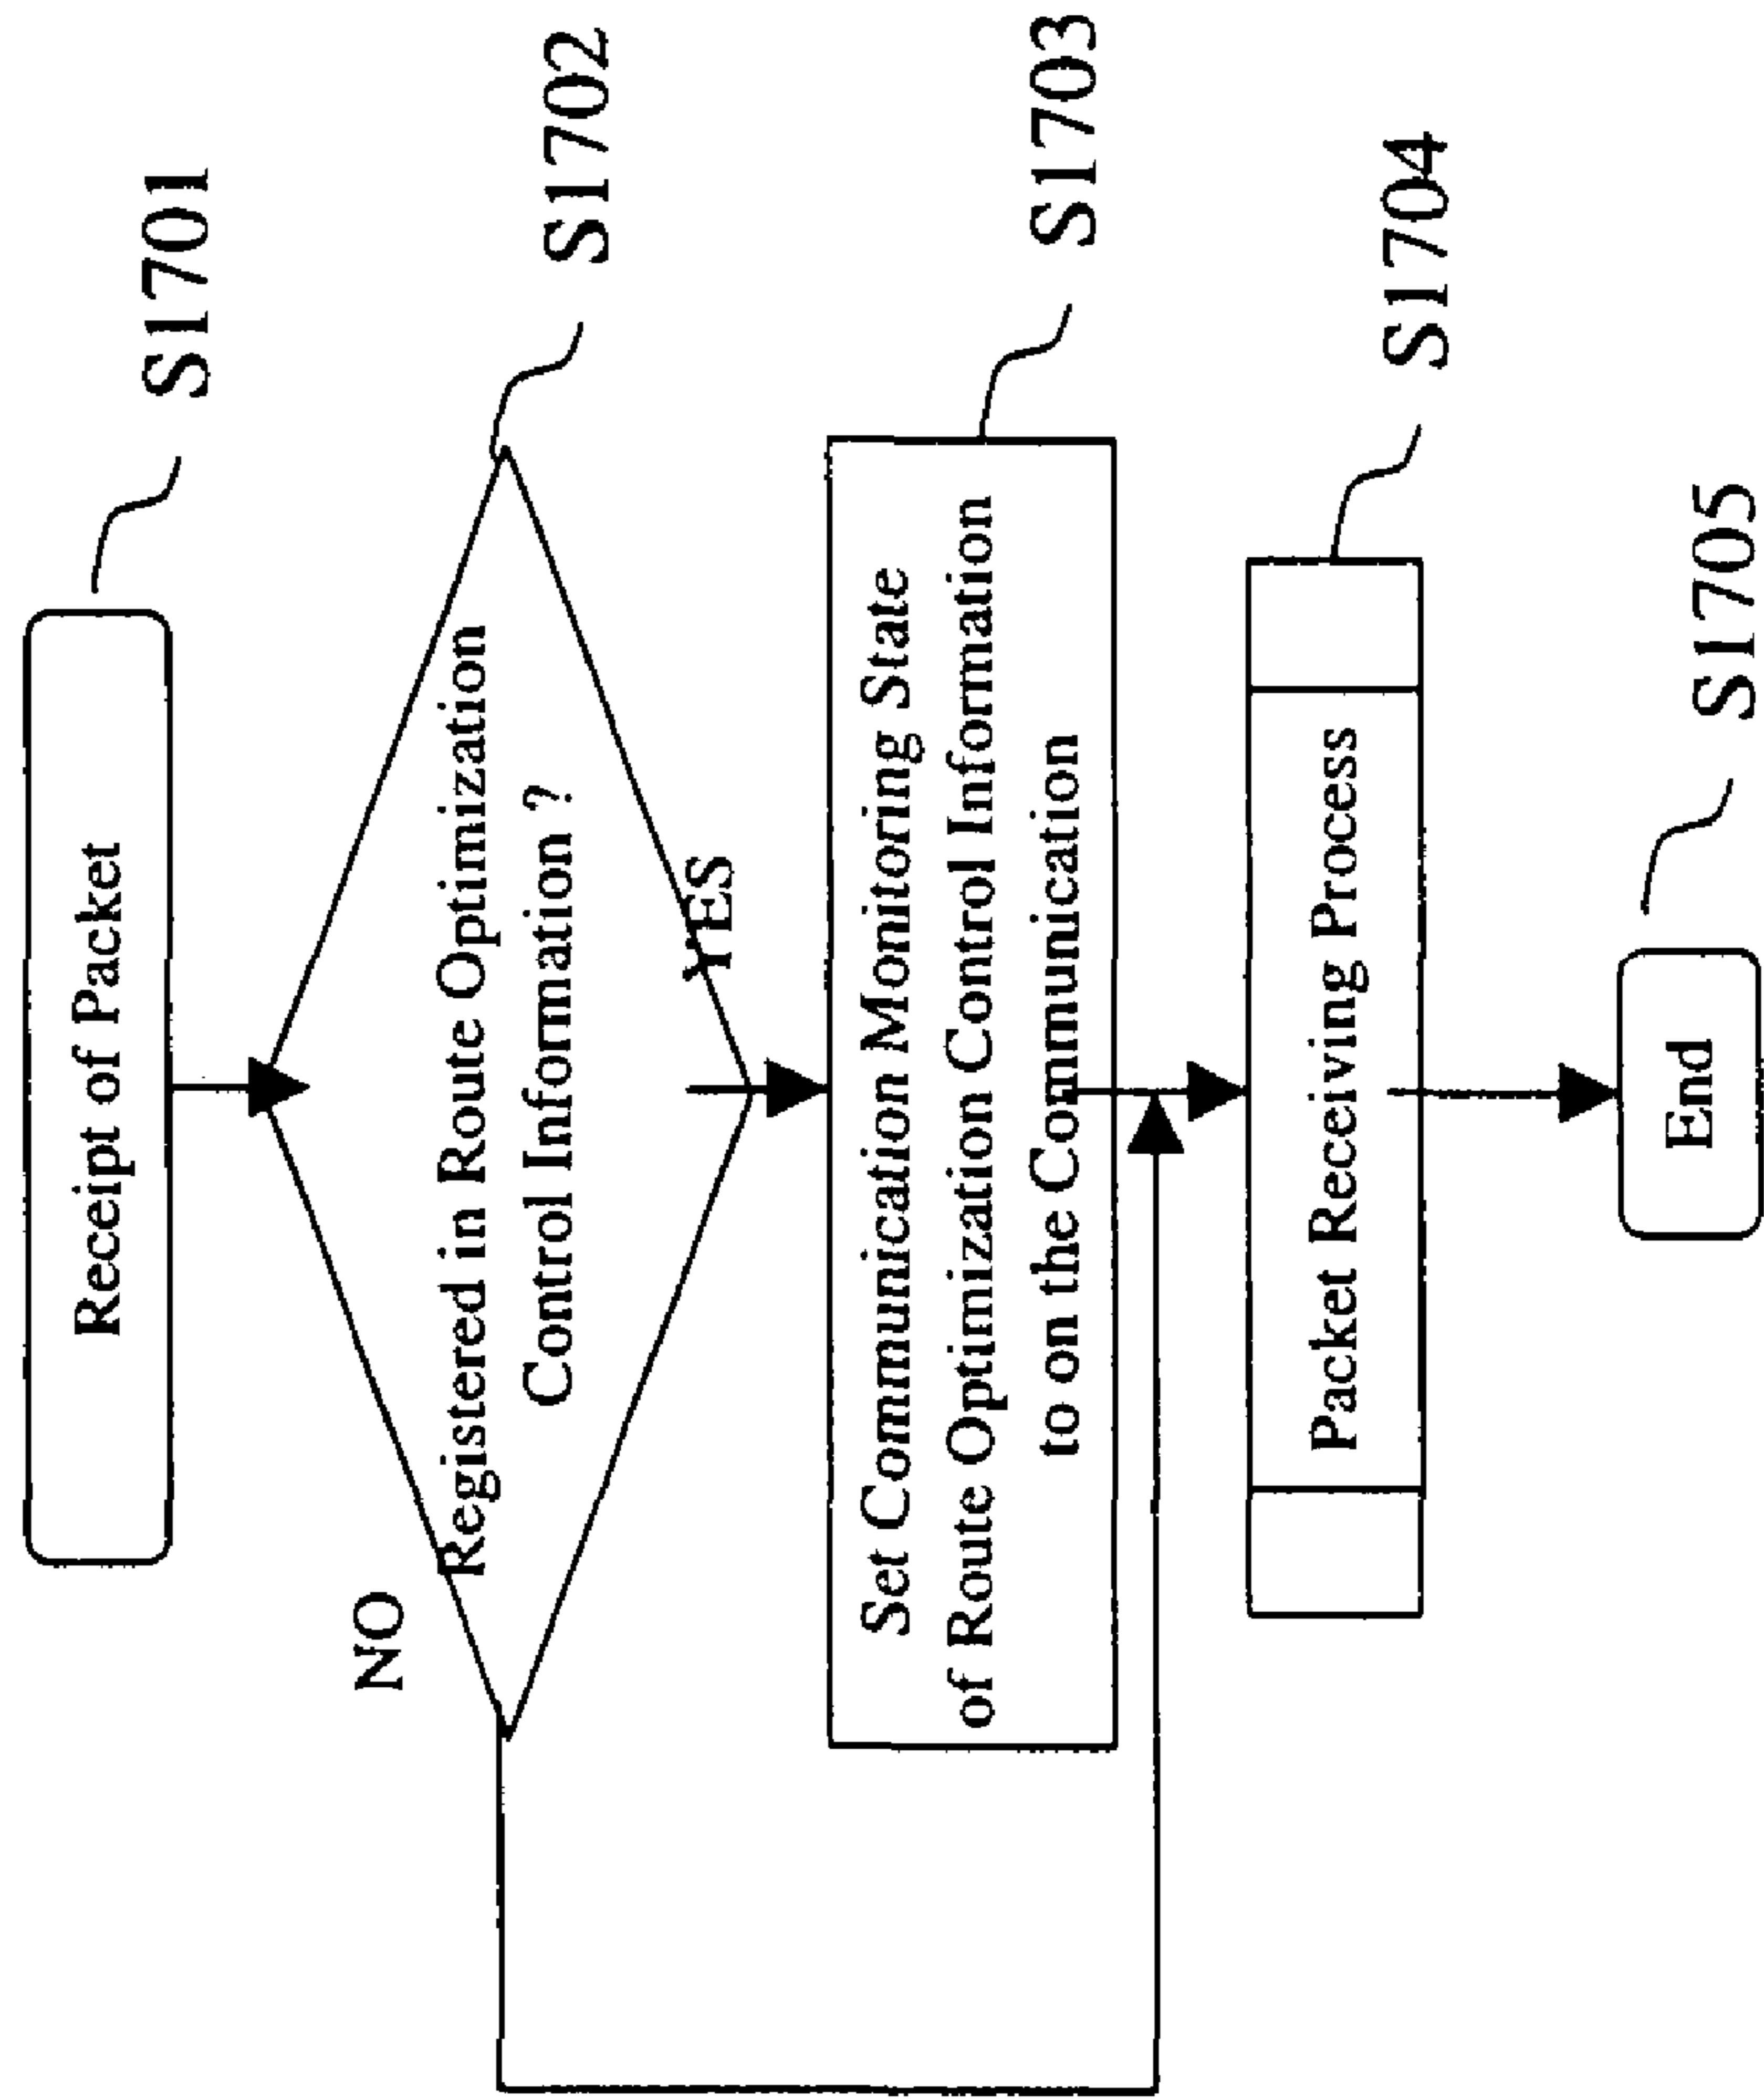 Receipt of Packet
S1701
NO
Registered in Route Optimization
Control Information ?
S1702
YES
Set Communication Monitoring State
of Route Optimization Control Information
to on the Communication
S1703
Packet Receiving Process
S1704
End
S1705